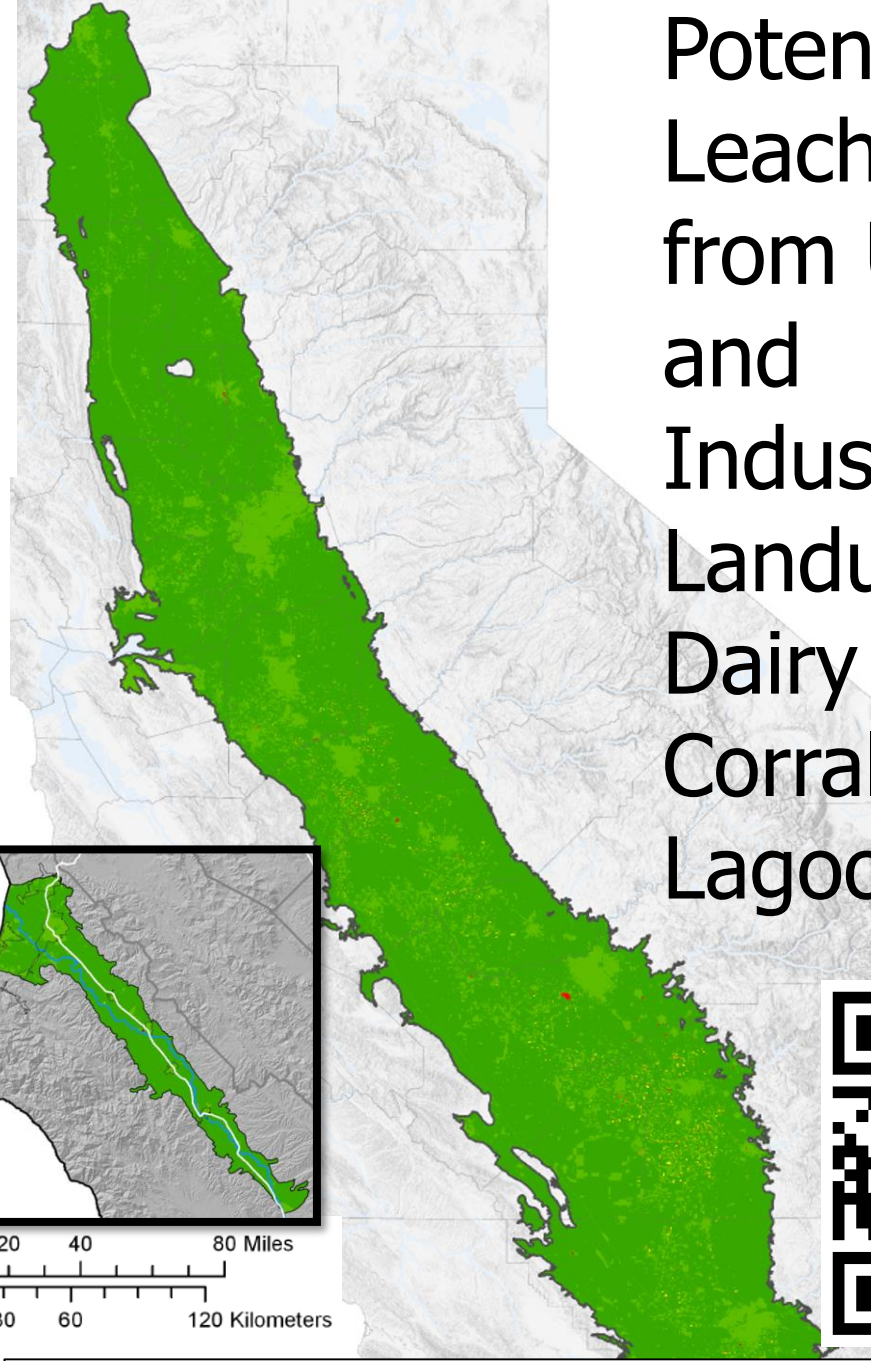 Poten
Leach
from U
and
Indus
Landu
Dairy
Corral
Lagoo
20 40 80 Miles
30 60 120 Kilometers